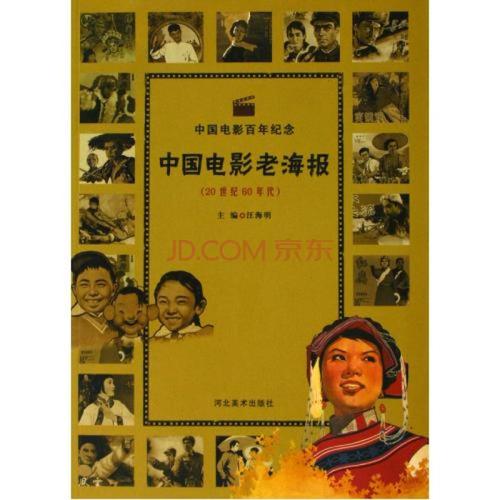 中国电影百年纪念
中国电影老海报
(20世纪60年代)
主编●汪海明
JD.COM 京东
河北美术出版社